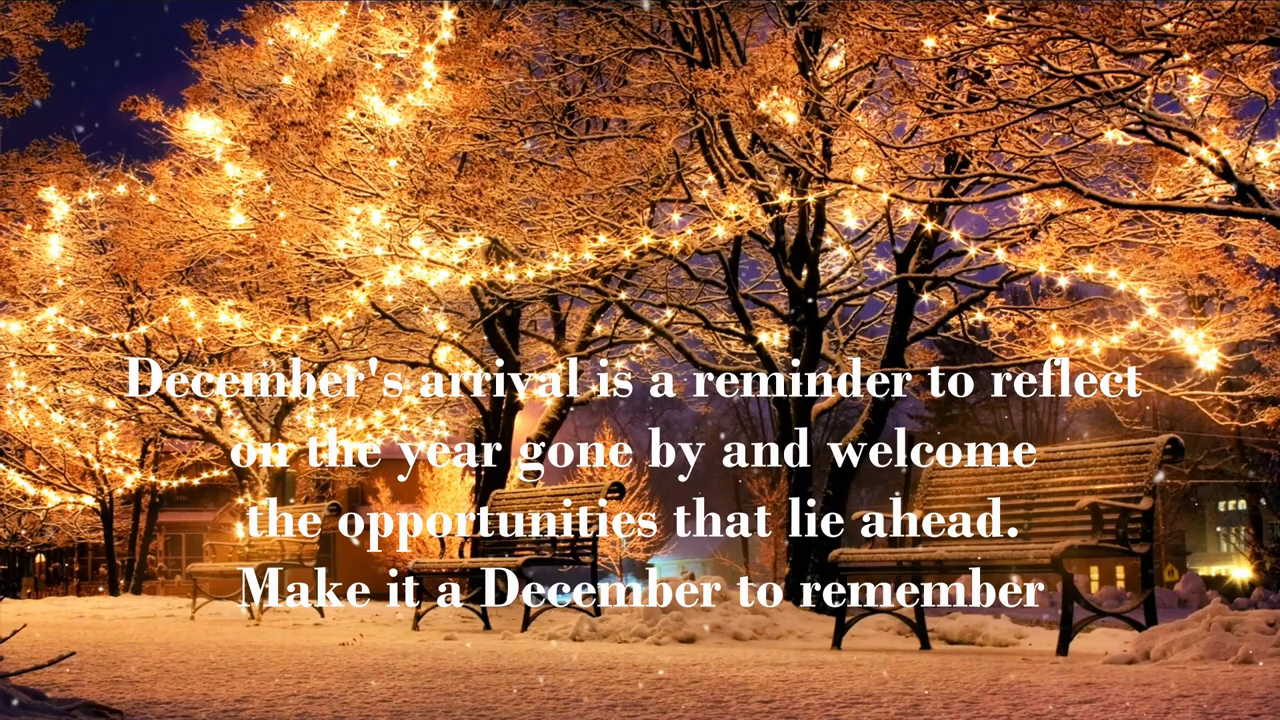 December's arrival is a reminder to reflect
on the year gone by and welcome
the opportunities that lie ahead.
Make it a December to remember